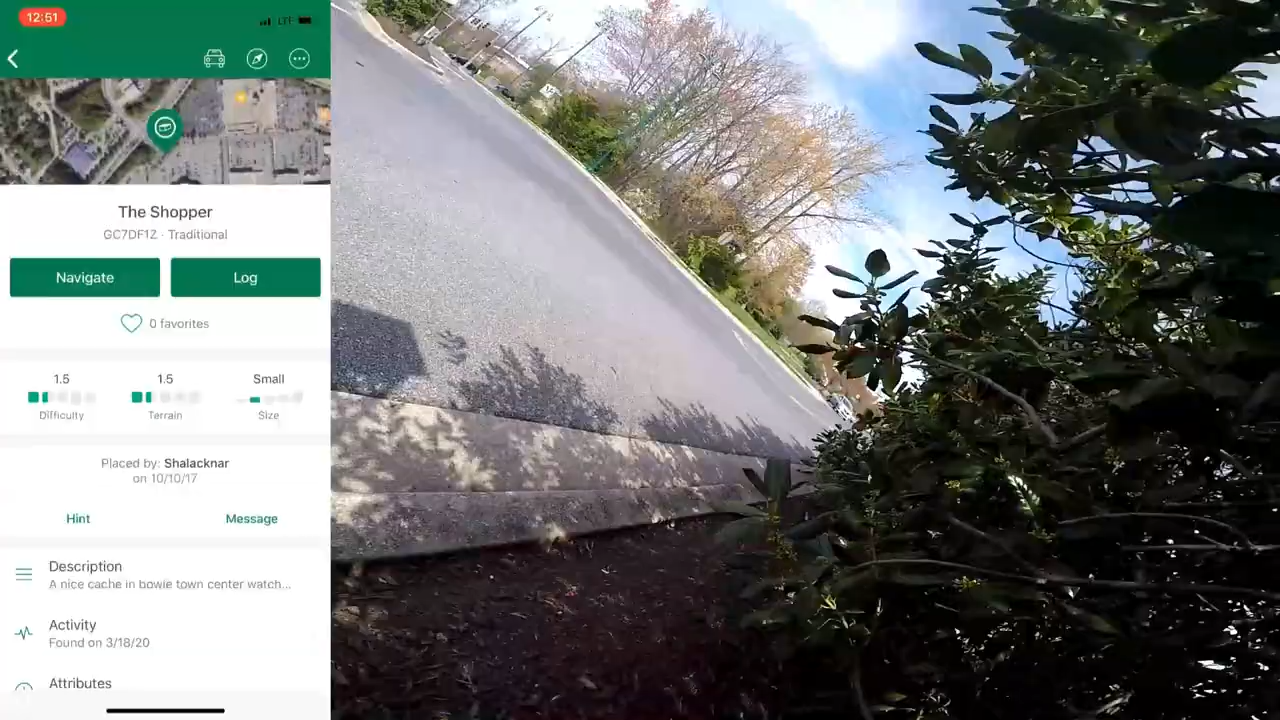 12:51
LTE
The Shopper
GC7DF1Z · Traditional
Navigate
Log
0 favorites
1.5
1.5
Small
Difficulty
Terrain
Size
Placed by: Shalacknar
on 10/10/17
Hint
Message
Description
A nice cache in bowie town center watch...
Activity
Found on 3/18/20
Attributes